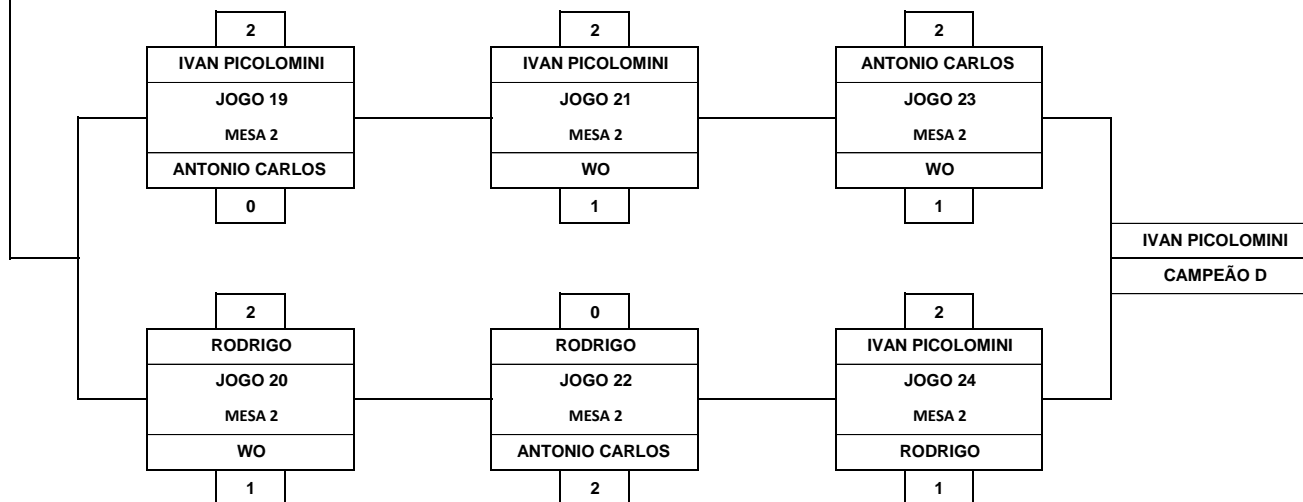 2
IVAN PICOLOMINI
JOGO 19
MESA 2
ANTONIO CARLOS
0
2
IVAN PICOLOMINI
JOGO 21
MESA 2
WO
1
2
ANTONIO CARLOS
JOGO 23
MESA 2
WO
1
IVAN PICOLOMINI
CAMPEÃO D
2
RODRIGO
JOGO 20
MESA 2
WO
1
0
RODRIGO
JOGO 22
MESA 2
ANTONIO CARLOS
2
2
IVAN PICOLOMINI
JOGO 24
MESA 2
RODRIGO
1